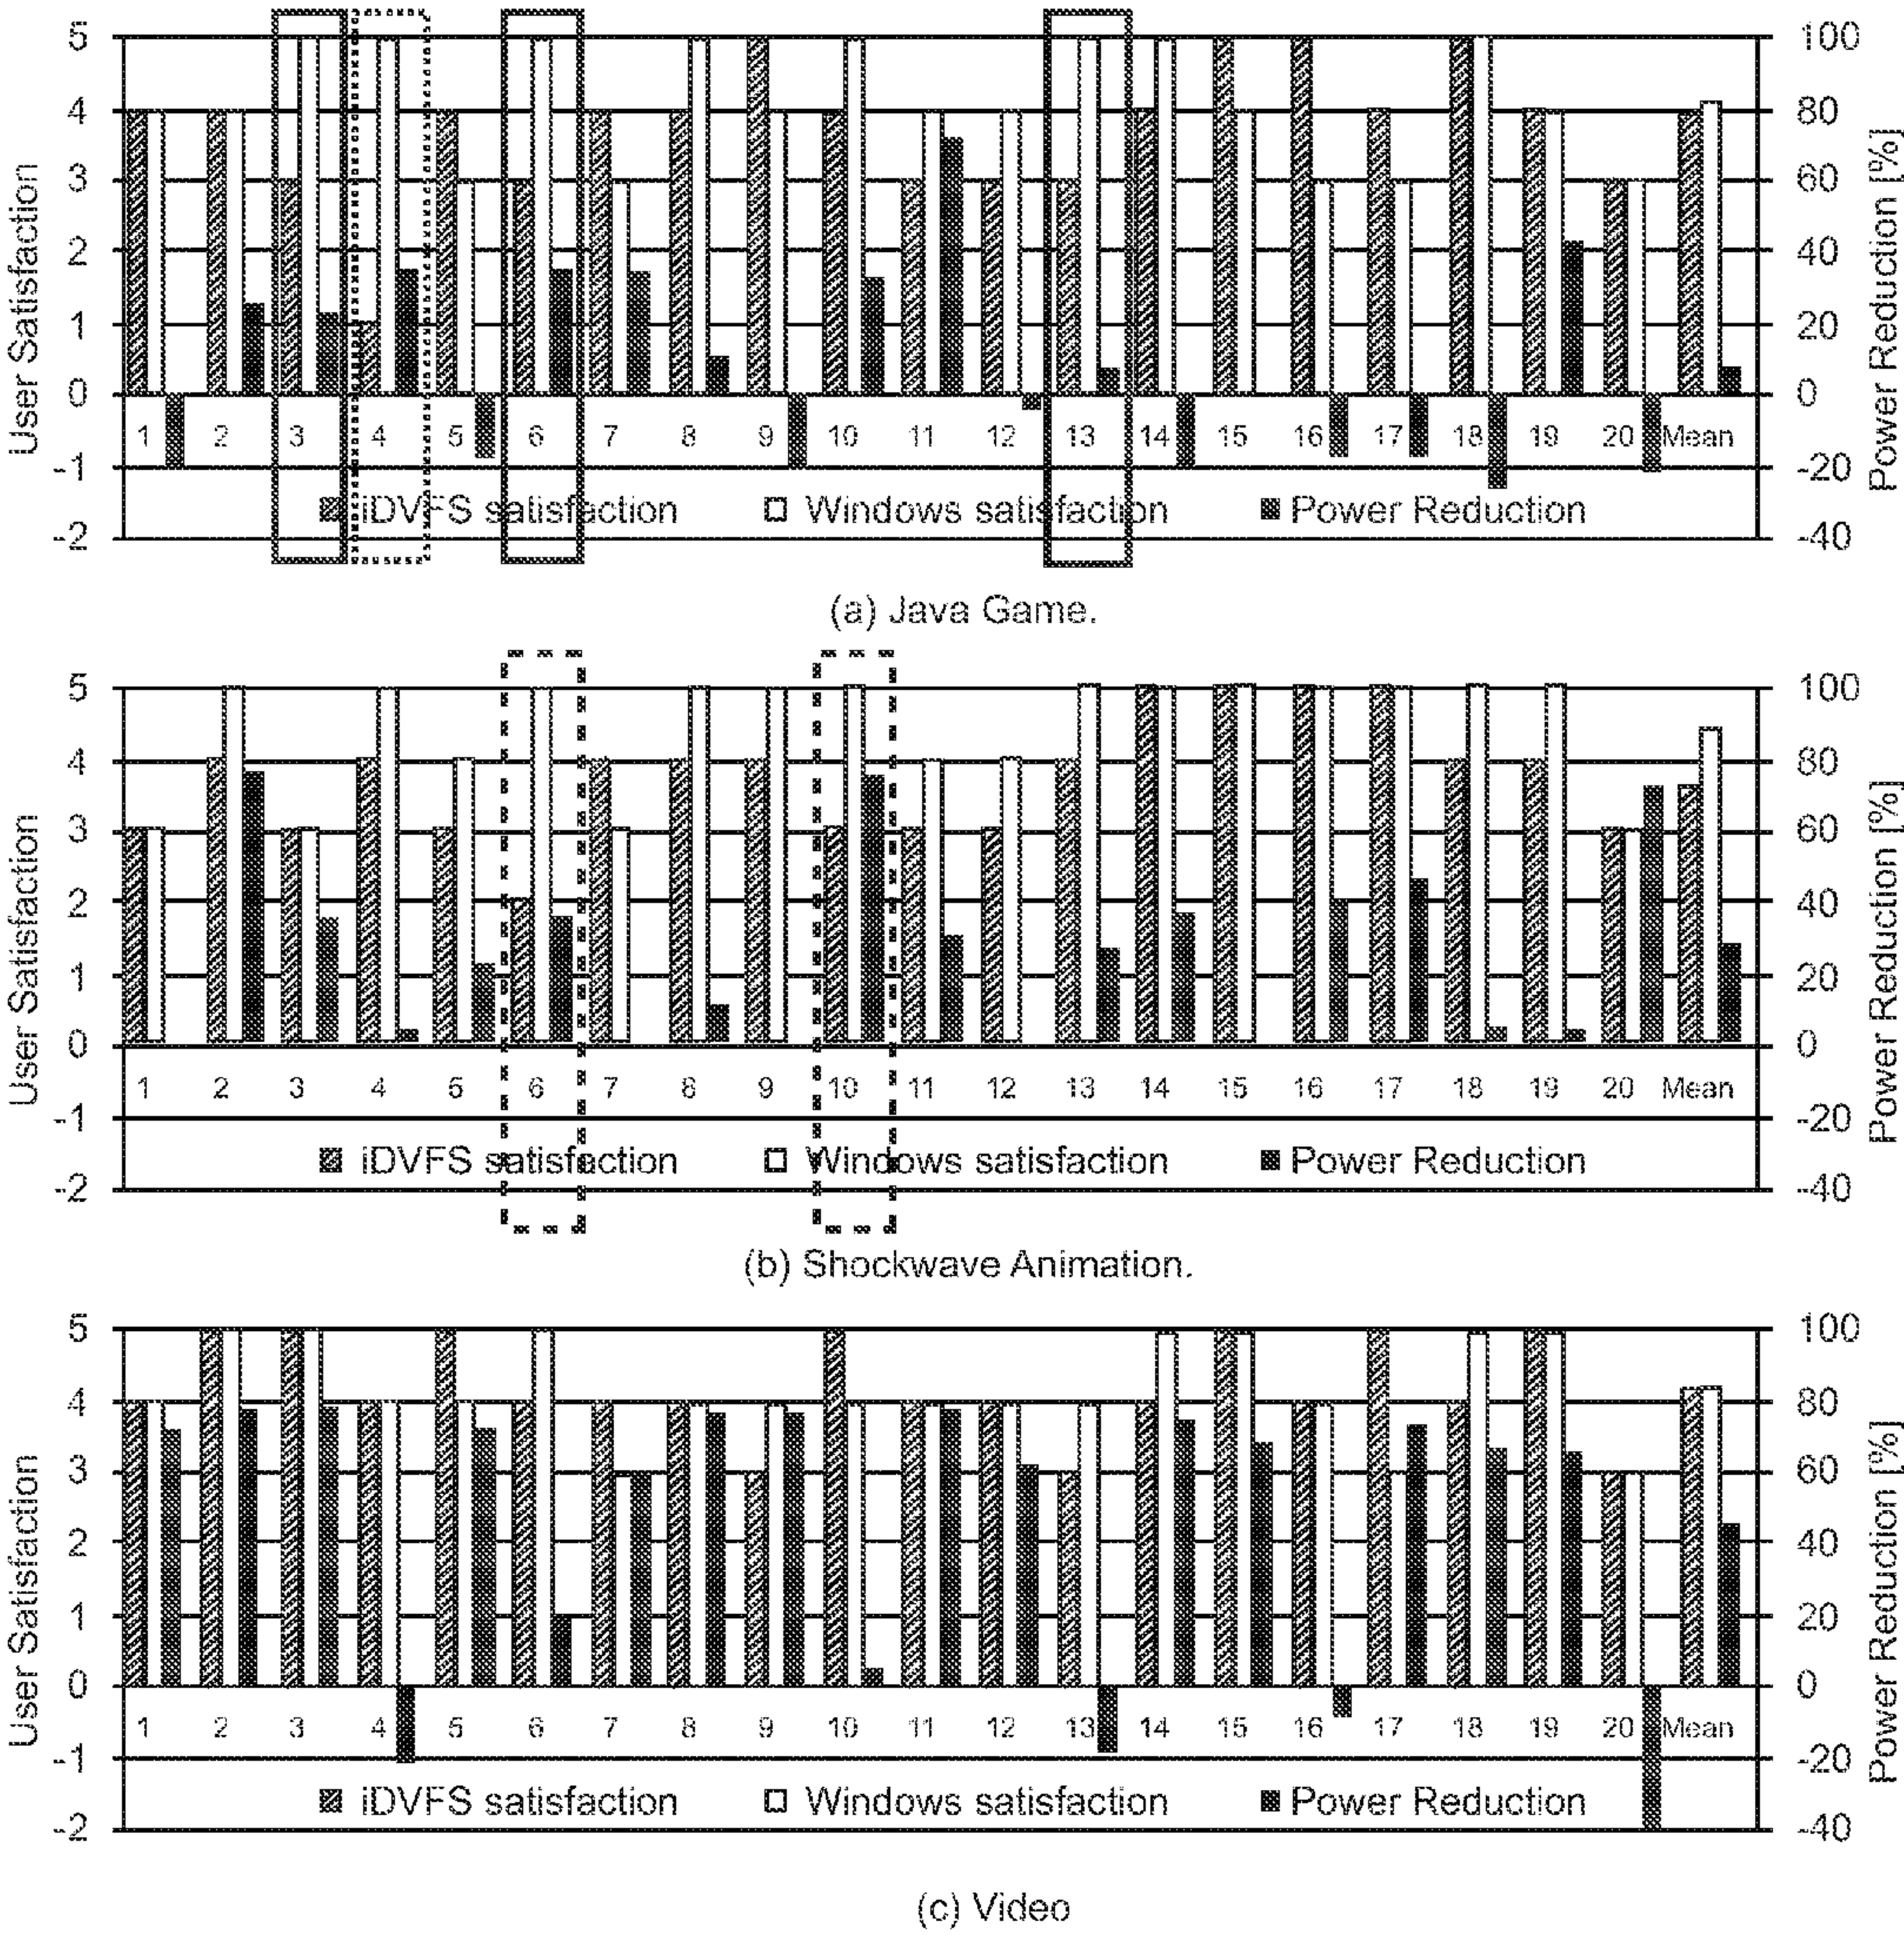 5 100
4 80
3 60
2 40
1 20
0 0
1 2 3 4 5 6 7 8 9 10 11 12 13 14 15 16 17 18 19 20 Mean
-1 -20
-2 -40
User Satisfaction
Power Reduction [%]
iDVFS satisfaction Windows satisfaction Power Reduction
(a) Java Game.
5 100
4 80
3 60
2 40
1 20
0 0
1 2 3 4 5 6 7 8 9 10 11 12 13 14 15 16 17 18 19 20 Mean
-1 -20
-2 -40
User Satisfaction
Power Reduction [%]
iDVFS satisfaction Windows satisfaction Power Reduction
(b) Shockwave Animation.
5 100
4 80
3 60
2 40
1 20
0 0
1 2 3 4 5 6 7 8 9 10 11 12 13 14 15 16 17 18 19 20 Mean
-1 -20
-2 -40
User Satisfaction
Power Reduction [%]
iDVFS satisfaction Windows satisfaction Power Reduction
(c) Video